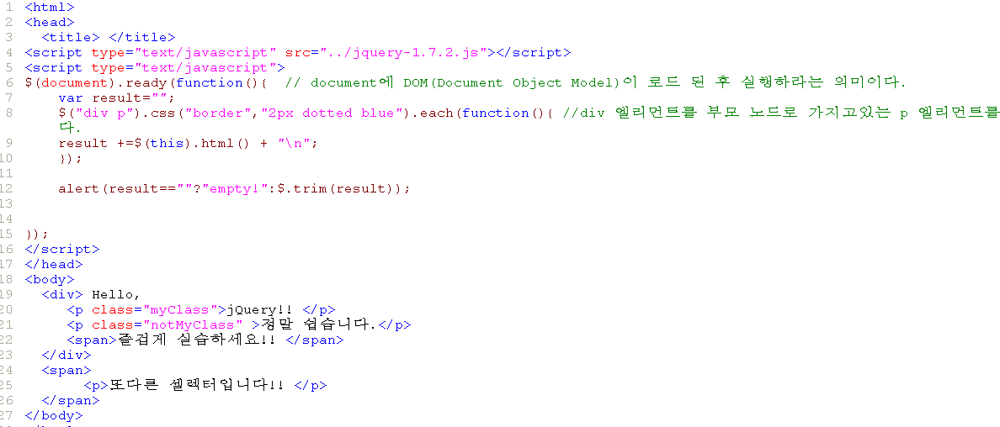 1 <html>
2 <head>
3 <title> </title>
4 <script type="text/javascript" src="../jquery-1.7.2.js"></script>
5 <script type="text/javascript">
6 $(document).ready(function(){ // document에 DOM(Document Object Model)이 로드 된 후 실행하라는 의미이다.
7 var result="";
8 $("div p").css("border","2px dotted blue").each(function(){ //div 엘리먼트를 부모 노드로 가지고있는 p 엘리먼트를
다.
9 result +=$(this).html() + "\n";
10 });
11
12 alert(result==""?"empty!":$.trim(result));
13
14
15 });
16 </script>
17 </head>
18 <body>
19 <div> Hello,
20 <p class="myClass">jQuery!! </p>
21 <p class="notMyClass" >정말 쉽습니다.</p>
22 <span>즐겁게 실습하세요!! </span>
23 </div>
24 <span>
25 <p>또다른 셀렉터입니다!! </p>
26 </span>
27 </body>